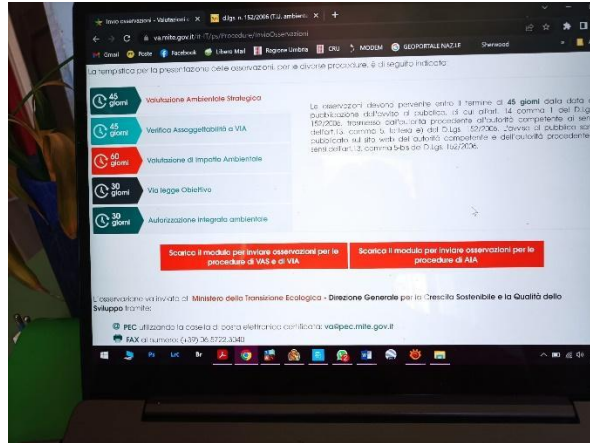 Invio osservazioni - Valutazioni e
d.lgs. n. 152/2006 (T.U. ambient
va.mite.gov.it/it-IT/ps/Procedure/InvioOsservazioni
Gmail Poste Facebook Libero Mail Regione Umbria CRU MODEM GEOPORTALE NAZ.LE Sherwood
La tempistica per la presentazione delle osservazioni, per le diverse procedure, è di seguito indicata:
45 giorni Valutazione Ambientale Strategica
45 giorni Verifica Assoggettabilità a VIA
60 giorni Valutazione di Impatto Ambientale
30 giorni Via legge Obiettivo
30 giorni Autorizzazione integrata ambientale
Le osservazioni devono pervenire entro il termine di 45 giorni dalla data
pubblicazione dell'avviso al pubblico, di cui all'art. 14 comma 1 del D.lgs
152/2006, trasmesso dall'autorità procedente all'autorità competente ai sen
dell'art.13, comma 5, lettera e) del D.Lgs. 152/2006. L'avviso al pubblico
pubblicato sul sito web dell'autorità competente e dell'autorità procedente
sensi dell'art.13, comma 5-bis del D.Lgs. 152/2006.
Scarica il modulo per inviare osservazioni per le
procedure di VAS e di VIA
Scarica il modulo per inviare osservazioni per le
procedure di AIA
L'osservazione va inviata al Ministero della Transizione Ecologica - Direzione Generale per la Crescita Sostenibile e la Qualità dello
Sviluppo tramite:
PEC utilizzando la casella di posta elettronica certificata: va@pec.mite.gov.it
FAX al numero: (+39) 06.5722.3040
Ps LrC Br